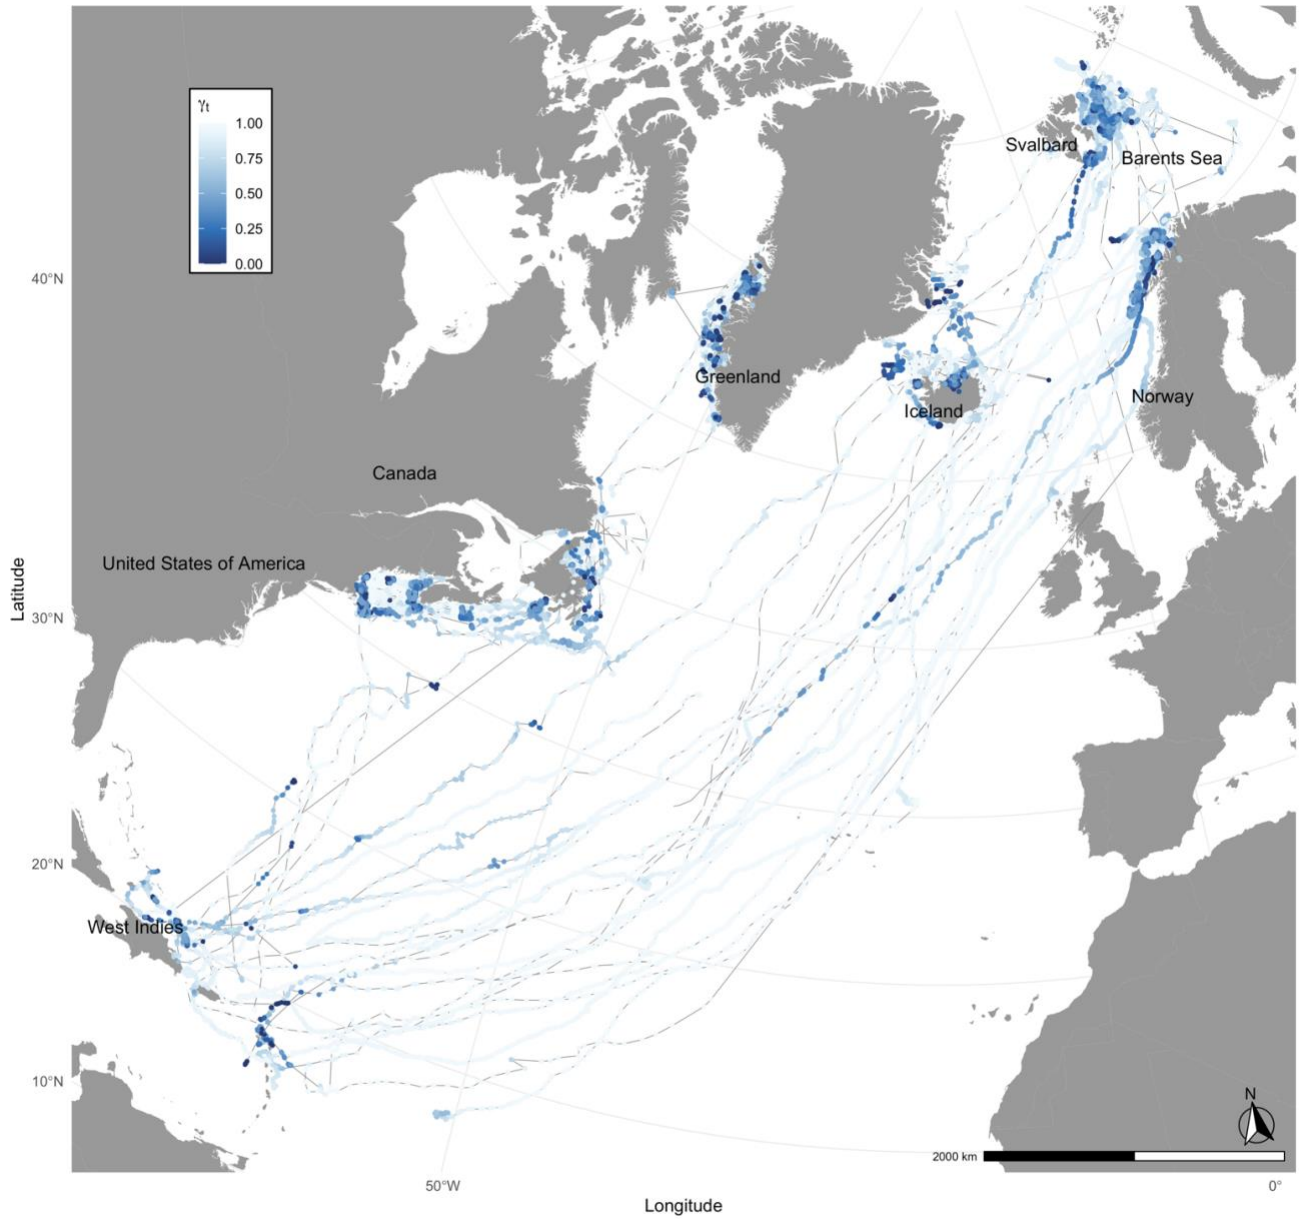 γt
1.00
0.75
0.50
0.25
0.00
Svalbard
Barents Sea
40°N
Greenland
Norway
Iceland
Canada
United States of America
Latitude
30°N
20°N
West Indies
10°N
N
2000 km
50°W
0°
Longitude